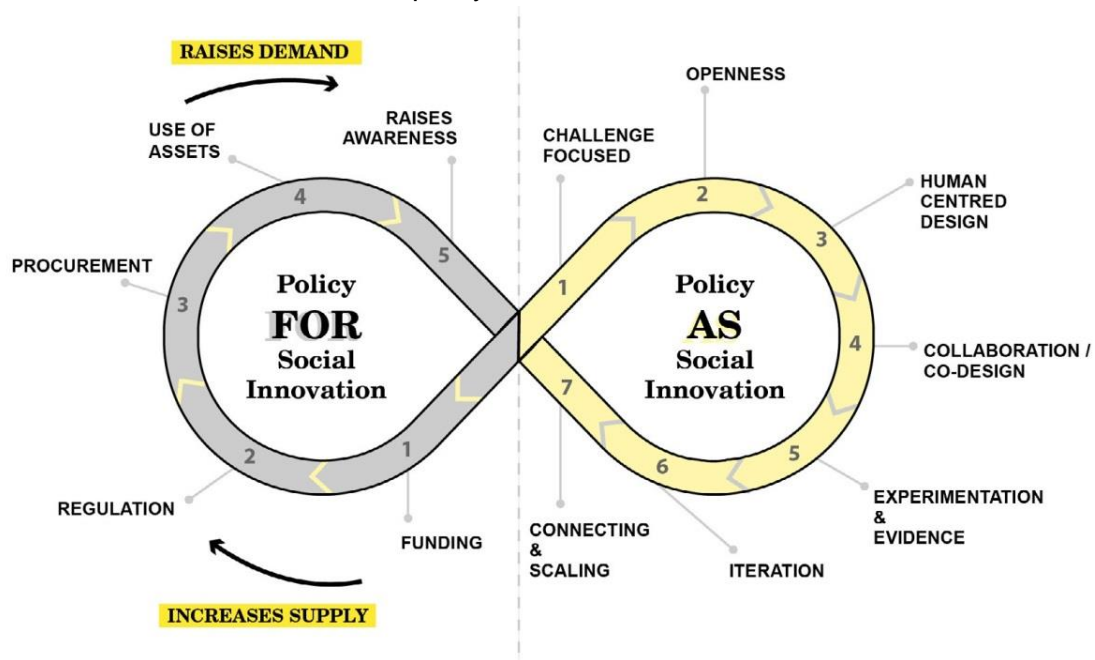 RAISES DEMAND
USE OF
ASSETS
RAISES
AWARENESS
PROCUREMENT
4
5
3
2
1
Policy
FOR
Social
Innovation
REGULATION
FUNDING
INCREASES SUPPLY
OPENNESS
CHALLENGE
FOCUSED
HUMAN
CENTRED
DESIGN
2
3
1
4
7
6
5
Policy
AS
Social
Innovation
COLLABORATION /
CO-DESIGN
EXPERIMENTATION
&
EVIDENCE
CONNECTING
&
SCALING
ITERATION